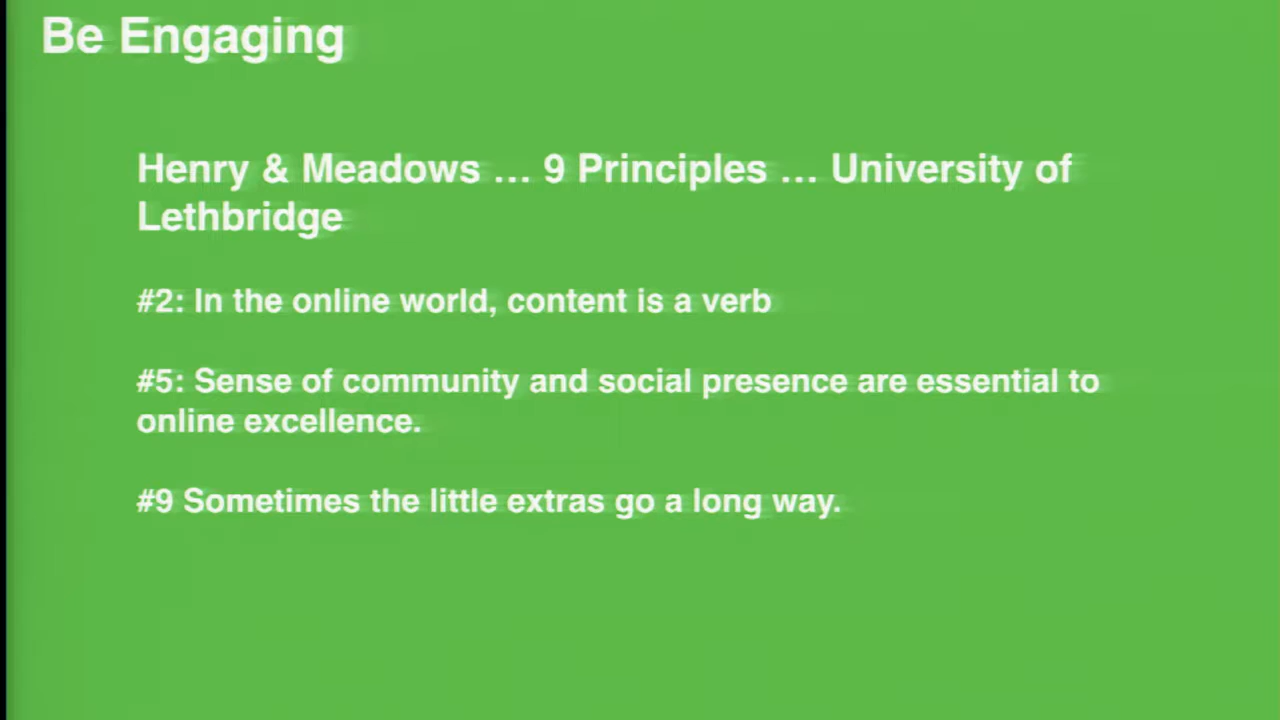 Be Engaging
Henry & Meadows … 9 Principles … University of
Lethbridge
#2: In the online world, content is a verb
#5: Sense of community and social presence are essential to
online excellence.
#9 Sometimes the little extras go a long way.